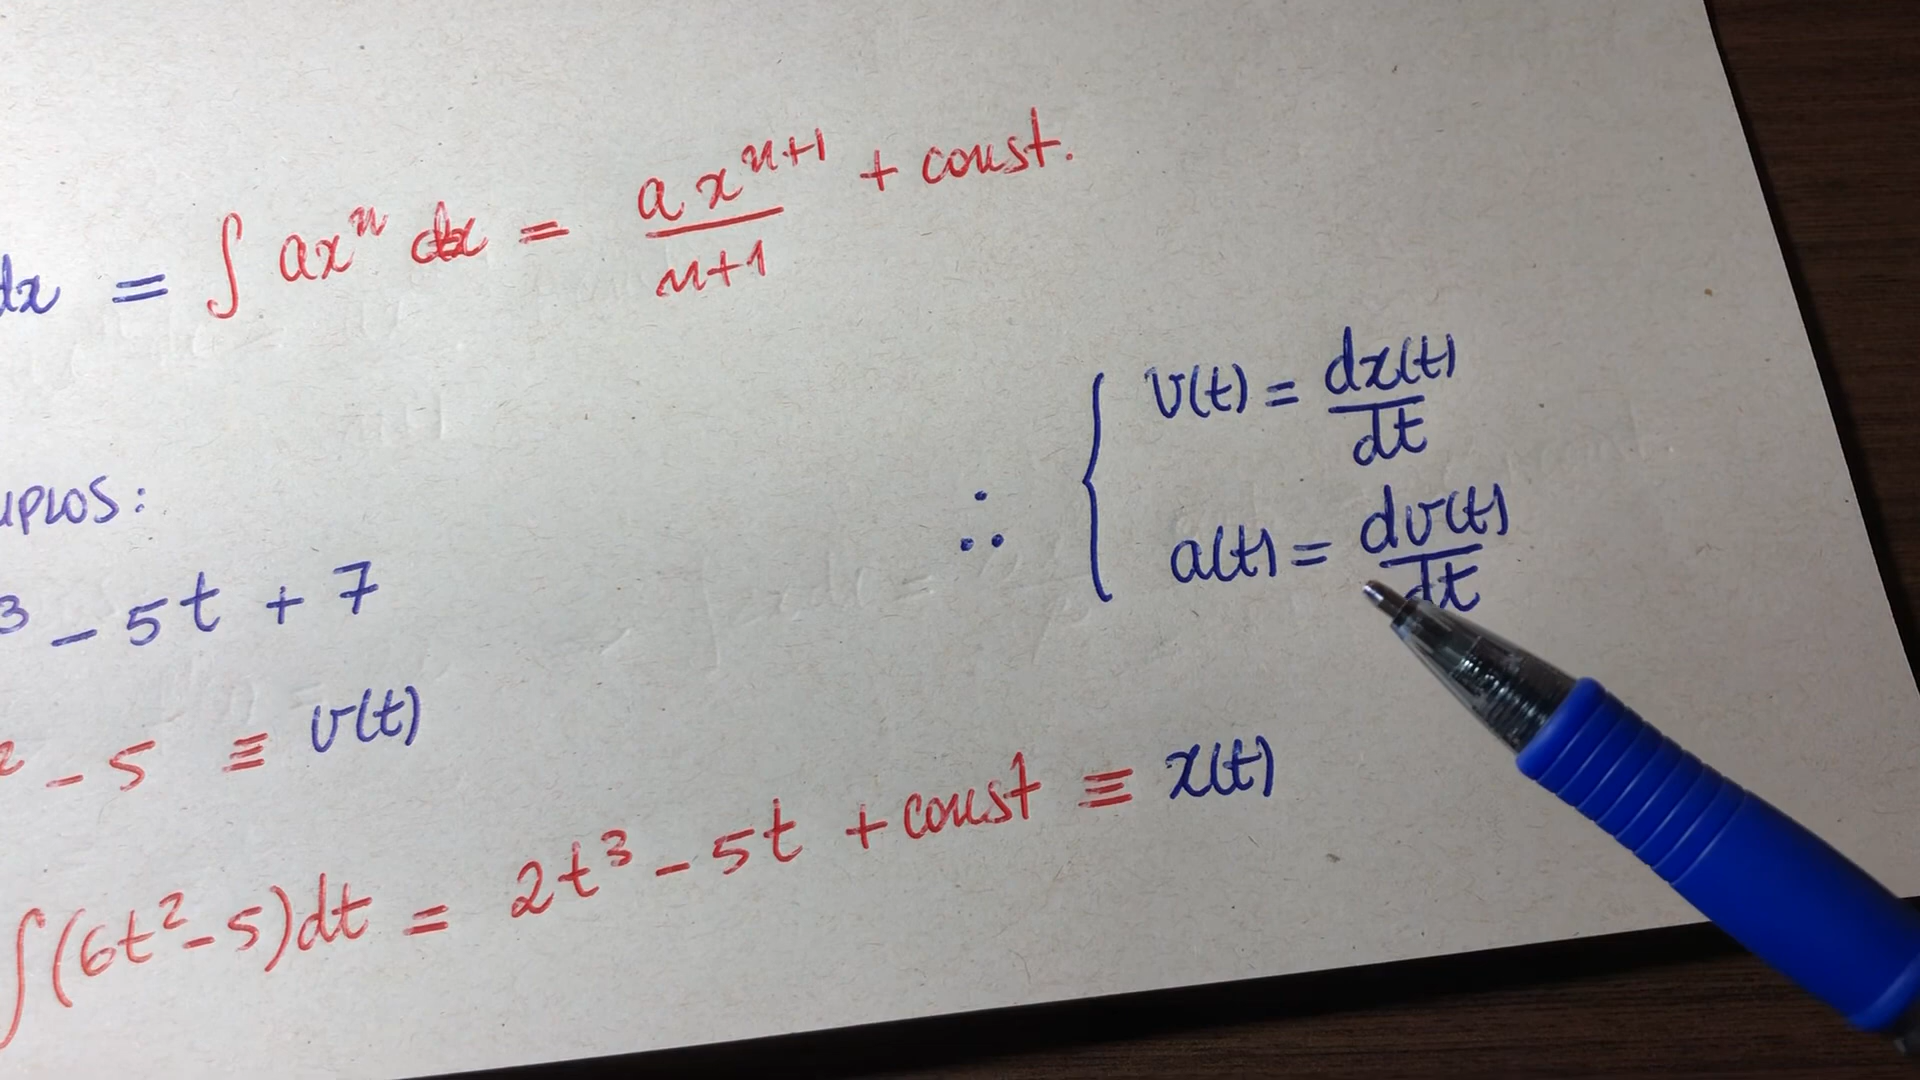 dx = ∫ ax^n dx = ax^(n+1)/(n+1) + const.
v(t) = dx(t)/dt
UPLOS:
∴ { a(t) = dv(t)/dt
3 - 5t + 7
2 - 5 ≡ v(t)
∫(6t² - 5)dt = 2t³ - 5t + const ≡ x(t)